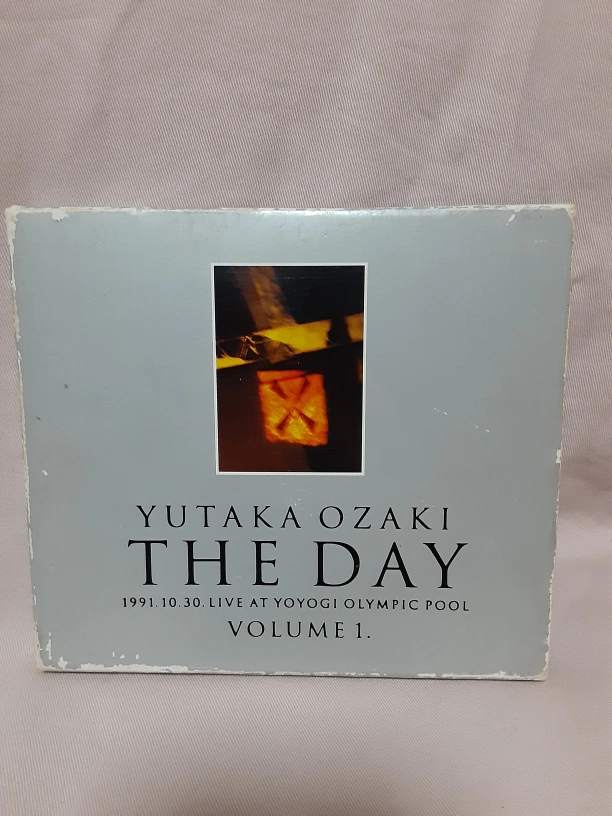 YUTAKA OZAKI
THE DAY
1991.10.30.LIVE AT YOYOGI OLYMPIC POOL
VOLUME 1.